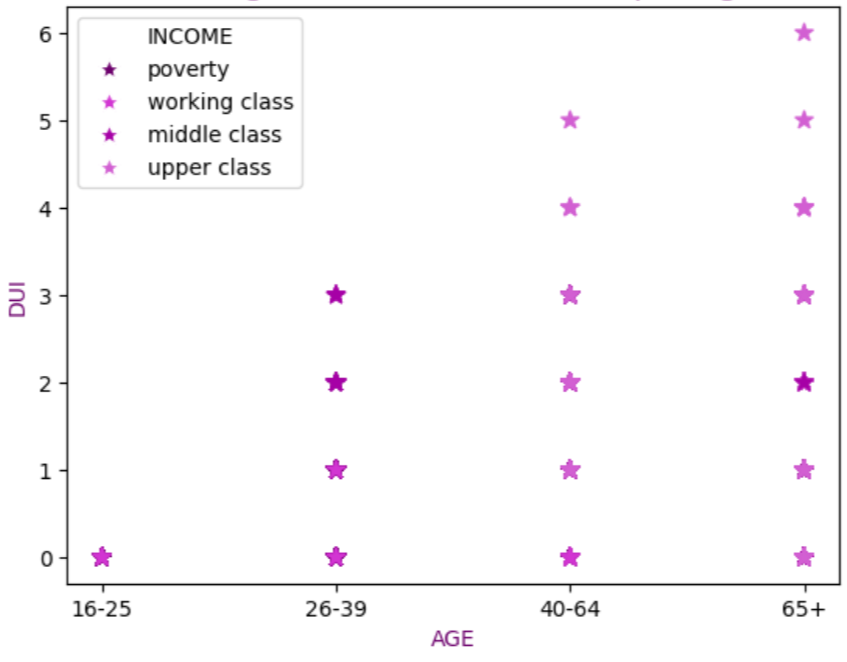 INCOME
poverty
working class
middle class
upper class
6
5
4
3
2
1
0
DUI
16-25 26-39 40-64 65+
AGE